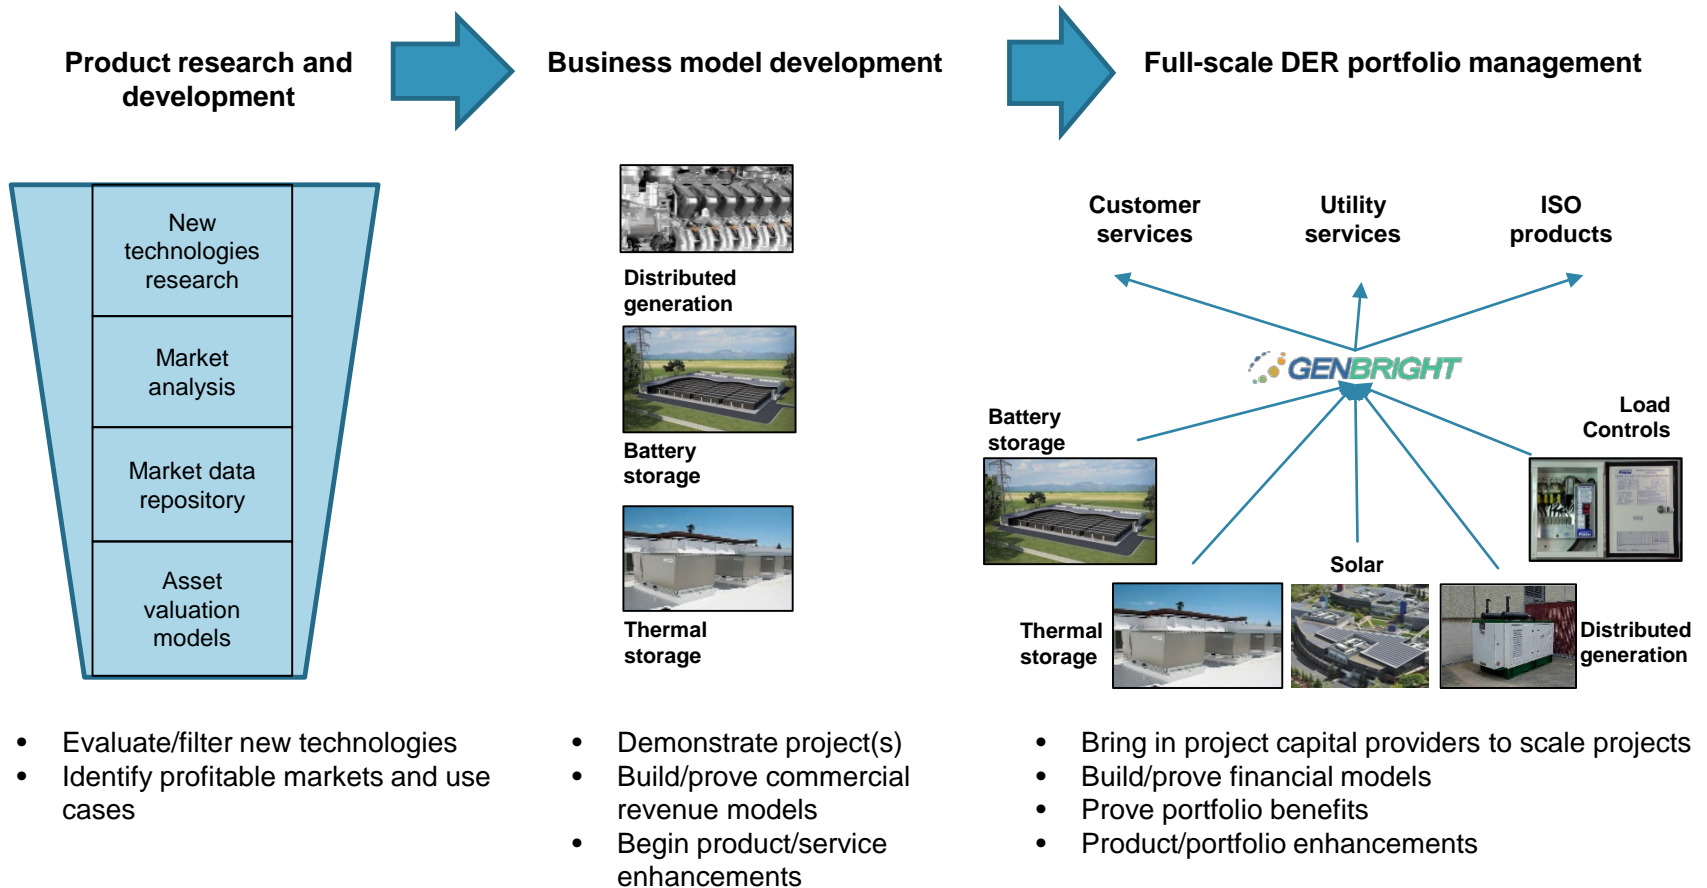 Product research and
development
Business model development
Full-scale DER portfolio management
New
technologies
research
Market
analysis
Market data
repository
Asset
valuation
models
Distributed
generation
Battery
storage
Thermal
storage
Customer
services
Utility
services
ISO
products
GENBRIGHT
Battery
storage
Load
Controls
Solar
Thermal
storage
Distributed
generation
• Evaluate/filter new technologies
• Identify profitable markets and use
cases
• Demonstrate project(s)
• Build/prove commercial
revenue models
• Begin product/service
enhancements
• Bring in project capital providers to scale projects
• Build/prove financial models
• Prove portfolio benefits
• Product/portfolio enhancements